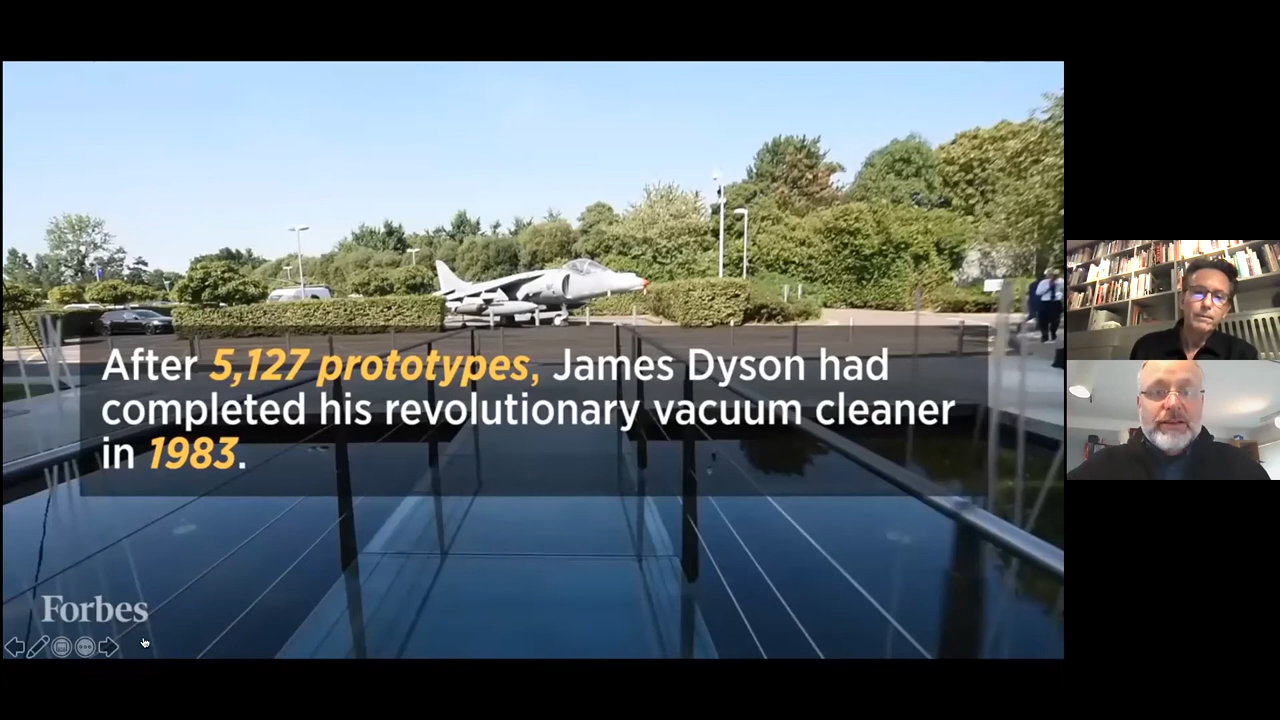 After 5,127 prototypes, James Dyson had
completed his revolutionary vacuum cleaner
in 1983.
Forbes